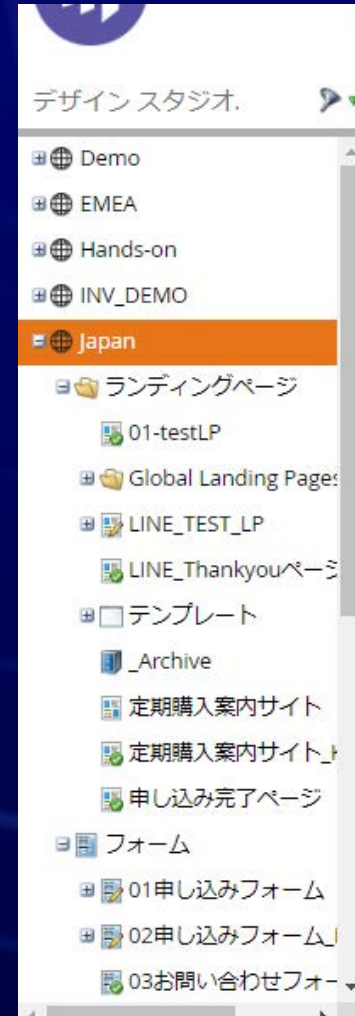 デザイン スタジオ.
Demo
EMEA
Hands-on
INV_DEMO
Japan
ランディングページ
01-testLP
Global Landing Pages
LINE_TEST_LP
LINE_Thankyouページ
テンプレート
_Archive
定期購入案内サイト
定期購入案内サイト_
申し込み完了ページ
フォーム
01申し込みフォーム
02申し込みフォーム_
03お問い合わせフォー